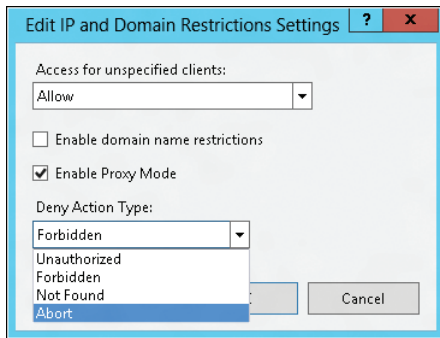 Edit IP and Domain Restrictions Settings ? x
Access for unspecified clients:
Allow
Enable domain name restrictions
Enable Proxy Mode
Deny Action Type:
Forbidden
Unauthorized
Forbidden
Not Found
Abort
Cancel